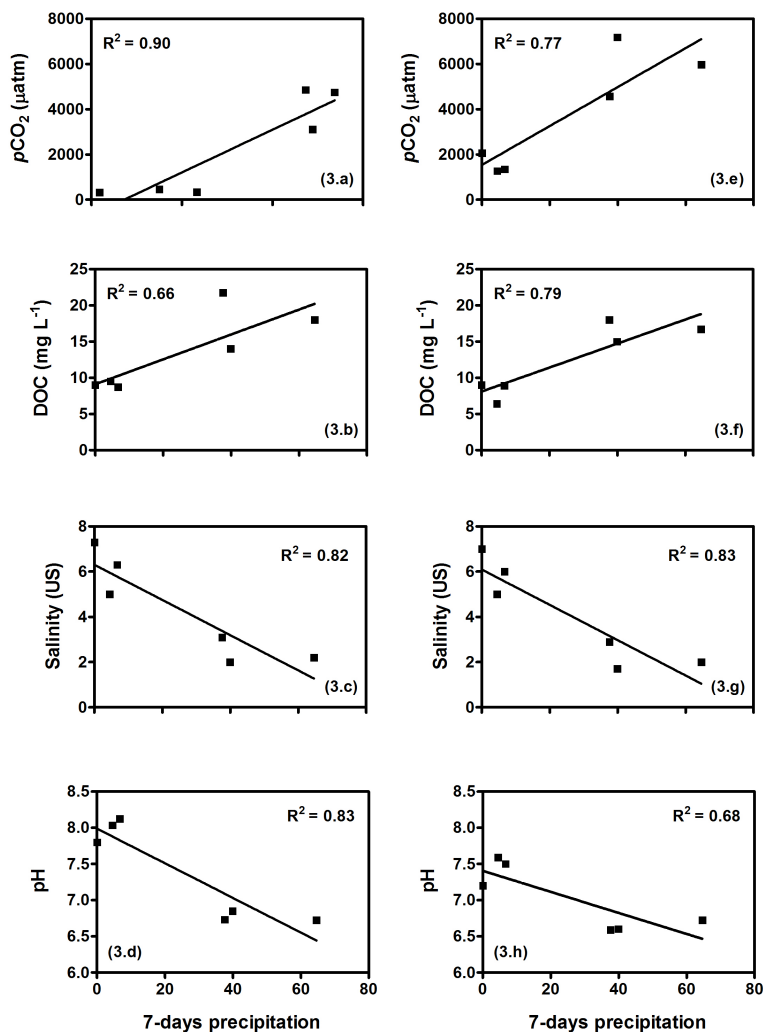 8000
6000
4000
2000
0
pCO₂ (µatm)
R² = 0.90
(3.a)
8000
6000
4000
2000
0
pCO₂ (µatm)
R² = 0.77
(3.e)
25
20
15
10
5
0
DOC (mg L⁻¹)
R² = 0.66
(3.b)
25
20
15
10
5
0
DOC (mg L⁻¹)
R² = 0.79
(3.f)
8
6
4
2
0
Salinity (US)
R² = 0.82
(3.c)
8
6
4
2
0
Salinity (US)
R² = 0.83
(3.g)
8.5
8.0
7.5
7.0
6.5
6.0
pH
R² = 0.83
(3.d)
0 40 60 80
7-days precipitation
8.5
8.0
7.5
7.0
6.5
6.0
pH
R² = 0.68
(3.h)
0 40 60 80
7-days precipitation